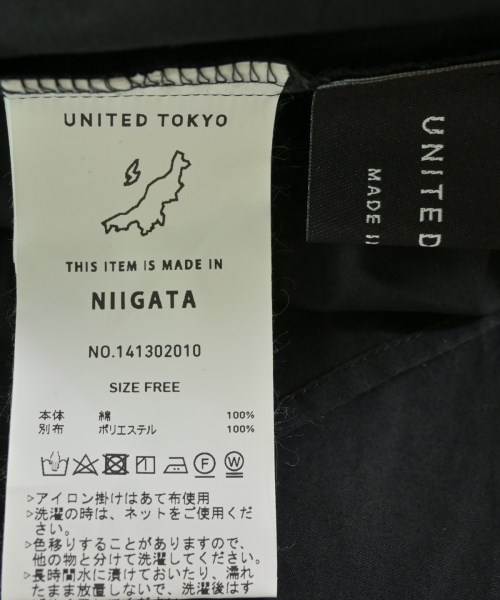 UNITED TOKYO
THIS ITEM IS MADE IN
NIIGATA
NO.141302010
SIZE FREE
本体 綿 100%
別布 ポリエステル 100%
F W
>アイロン掛けはあて布使用
>洗濯の時は、ネットをご使用くだ
さい。
>色移りすることがありますので、
他の物と分けて洗濯してください。
>長時間水に漬けておいたり、濡れ
たまま放置しないで、洗濯後はす
UNITED
MADE